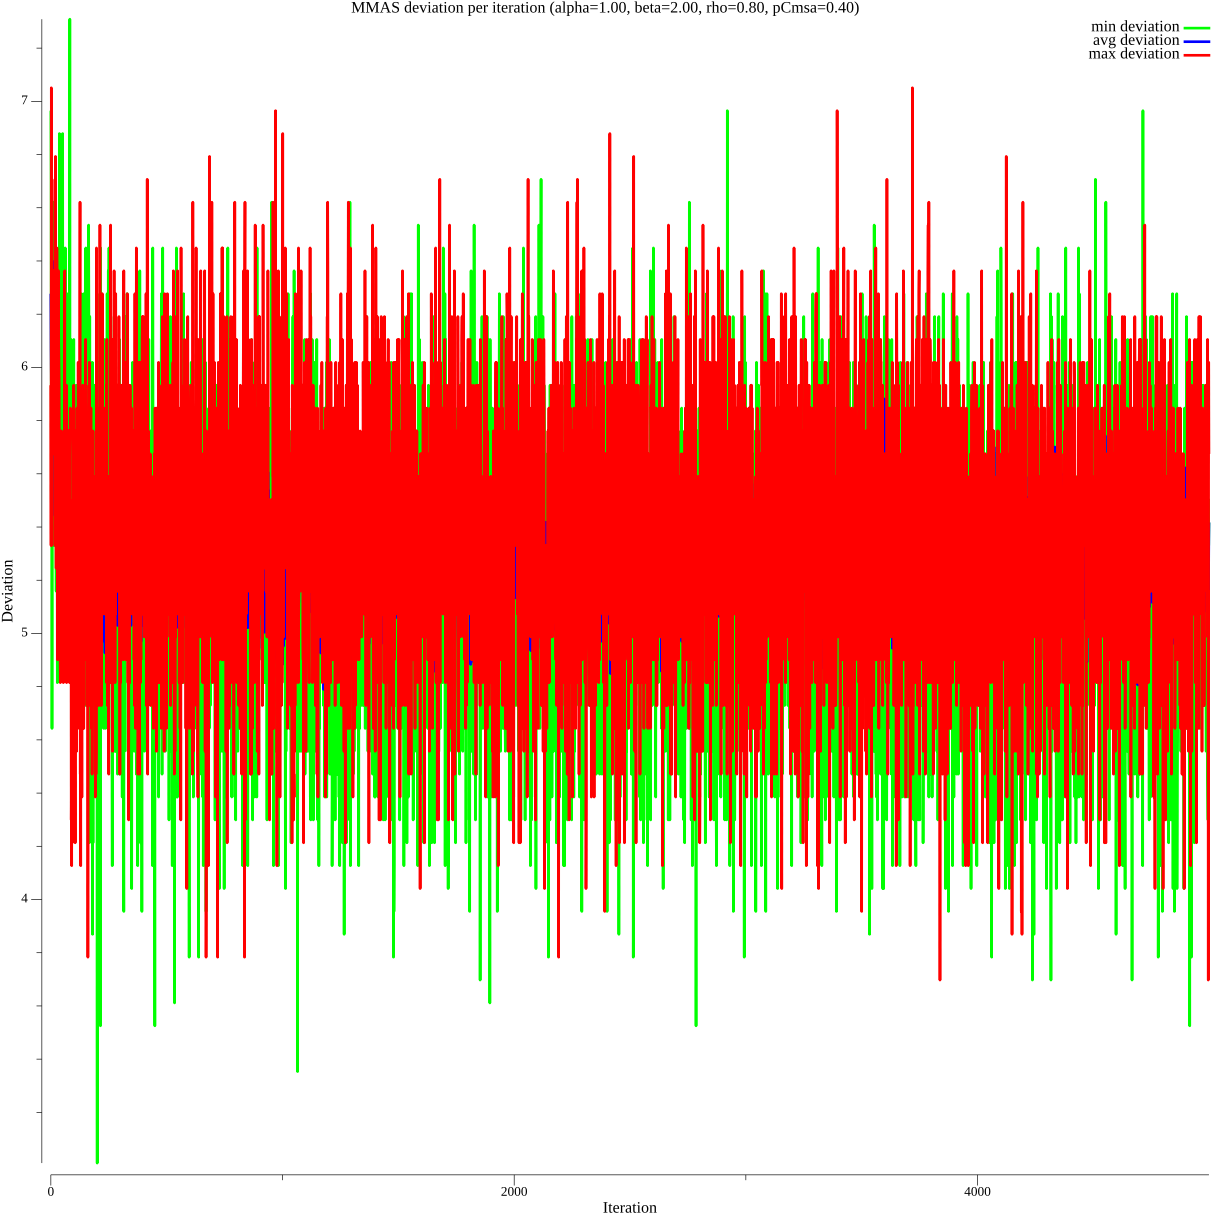 MMAS deviation per iteration (alpha=1.00, beta=2.00, rho=0.80, pCmsa=0.40)
min deviation
avg deviation
max deviation
7
6
5
4
Deviation
0 2000 4000
Iteration